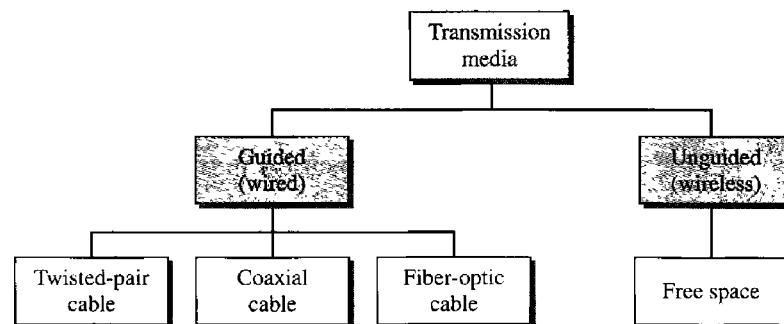 Transmission
media
Guided
(wired)
Unguided
(wireless)
Twisted-pair
cable
Coaxial
cable
Fiber-optic
cable
Free space